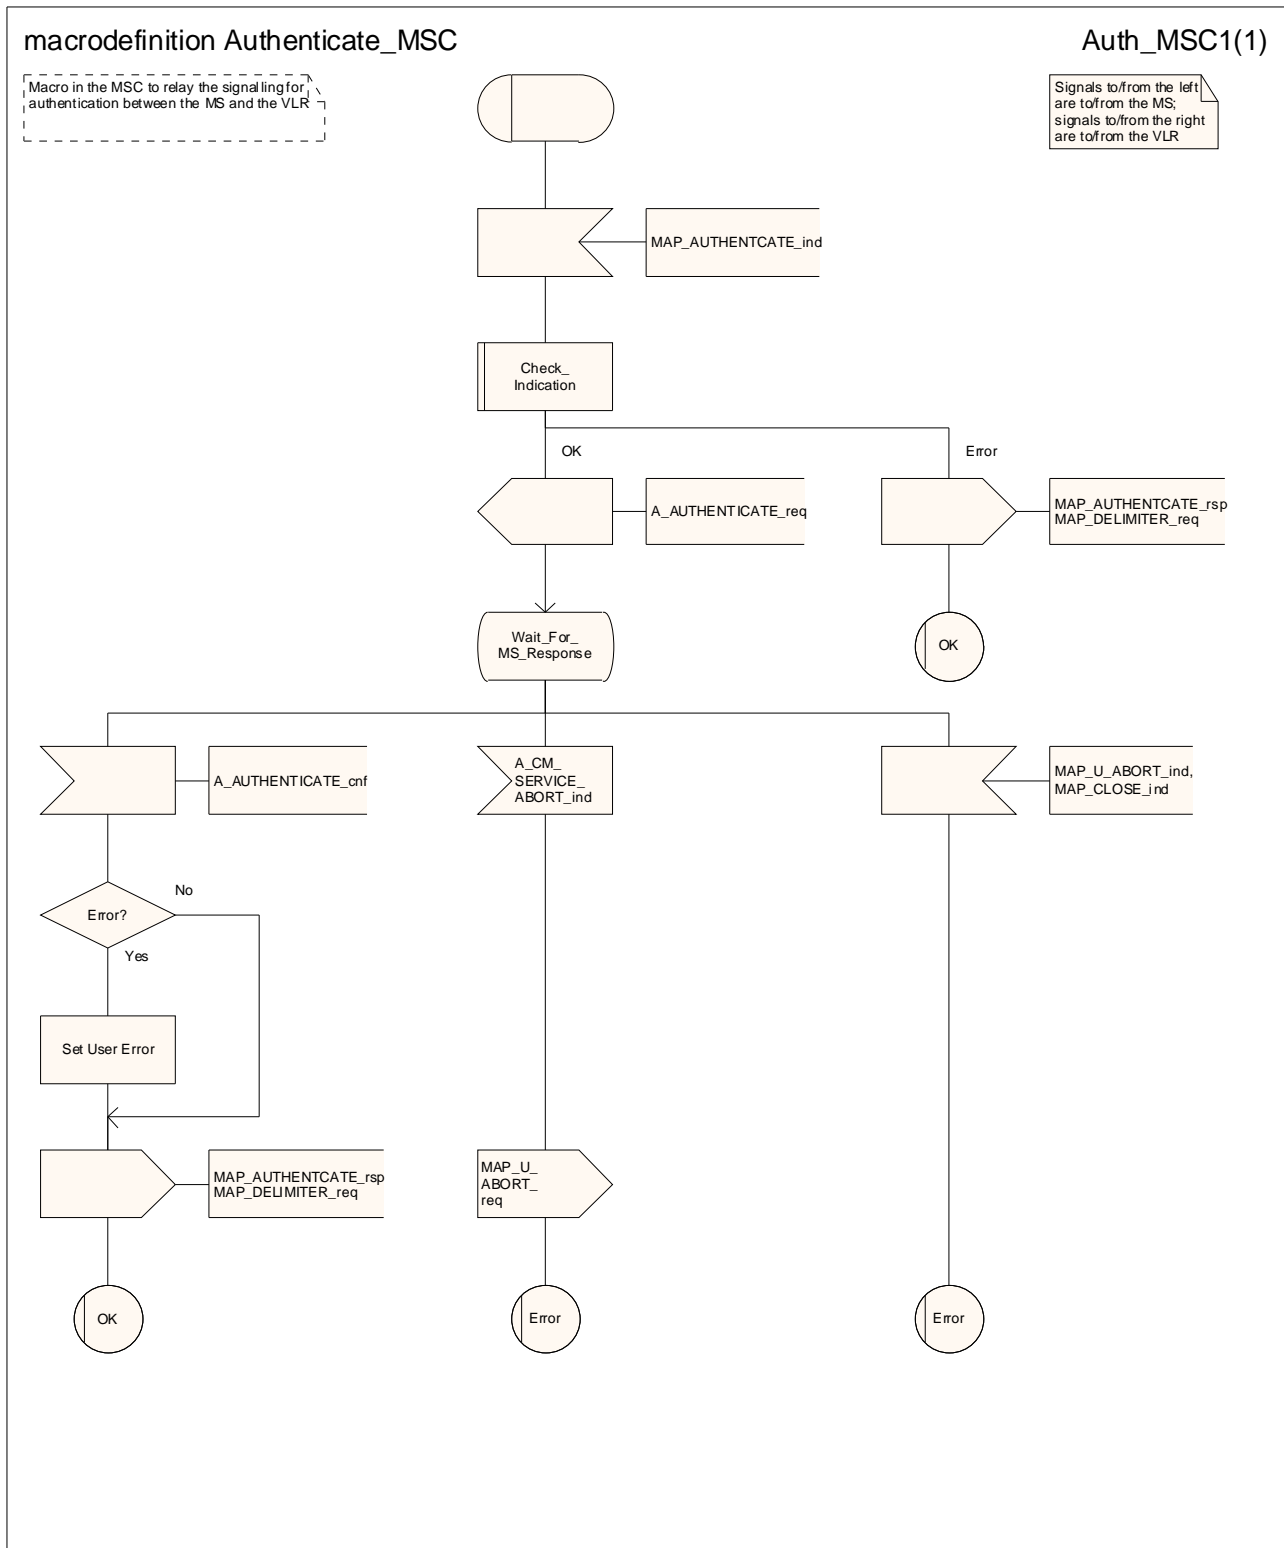 macrodefinition Authenticate_MSC
Auth_MSC1(1)
Macro in the MSC to relay the signalling for
authentication between the MS and the VLR
Signals to/from the left
are to/from the MS;
signals to/from the right
are to/from the VLR
MAP_AUTHENTCATE_ind
Check_
Indication
OK
Error
A_AUTHENTICATE_req
MAP_AUTHENTCATE_rsp
MAP_DELIMITER_req
Wait_For_
MS_Response
OK
A_AUTHENTICATE_cnf
A_CM_
SERVICE_
ABORT_ind
MAP_U_ABORT_ind,
MAP_CLOSE_ind
No
Error?
Yes
Set User Error
MAP_AUTHENTCATE_rsp
MAP_DELIMITER_req
MAP_U_
ABORT_
req
OK
Error
Error